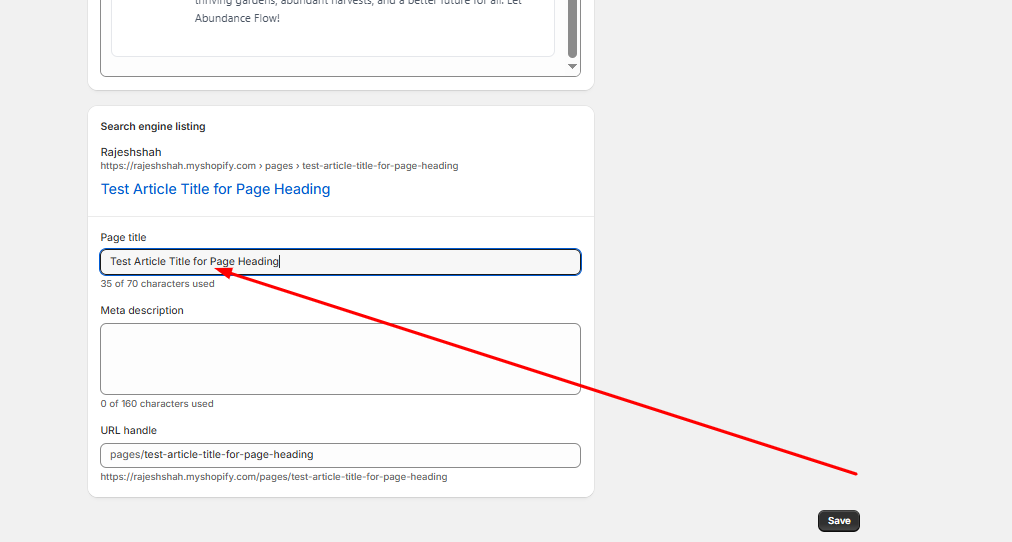 thriving gardens, abundant harvests, and a better future for all. Let
Abundance Flow!
Search engine listing
Rajeshshah
https://rajeshshah.myshopify.com › pages › test-article-title-for-page-heading
Test Article Title for Page Heading
Page title
Test Article Title for Page Heading
35 of 70 characters used
Meta description
0 of 160 characters used
URL handle
pages/test-article-title-for-page-heading
https://rajeshshah.myshopify.com/pages/test-article-title-for-page-heading
Save